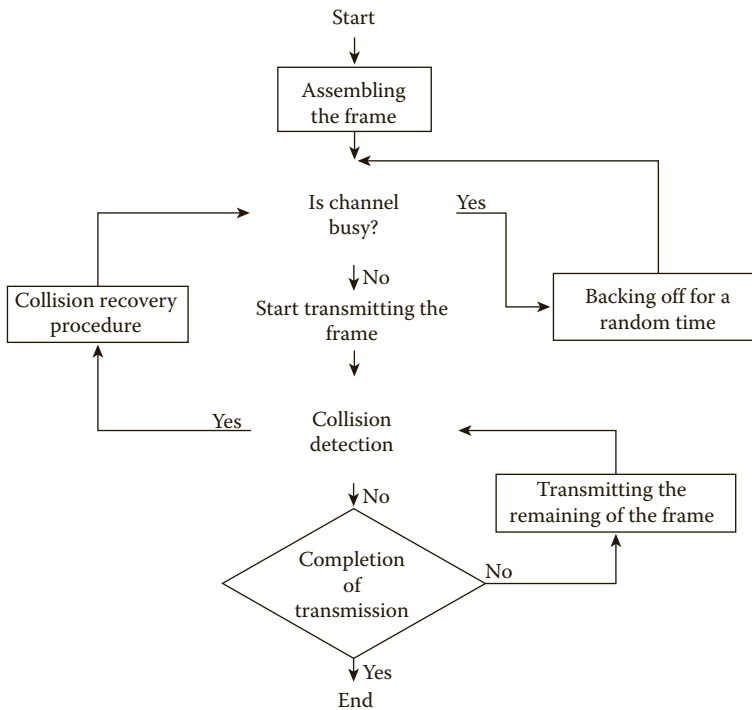 Start
Assembling
the frame
Is channel
busy?
Yes
No
Collision recovery
procedure
Start transmitting the
frame
Backing off for a
random time
Yes
Collision
detection
No
Transmitting the
remaining of the frame
Completion
of
transmission
No
Yes
End